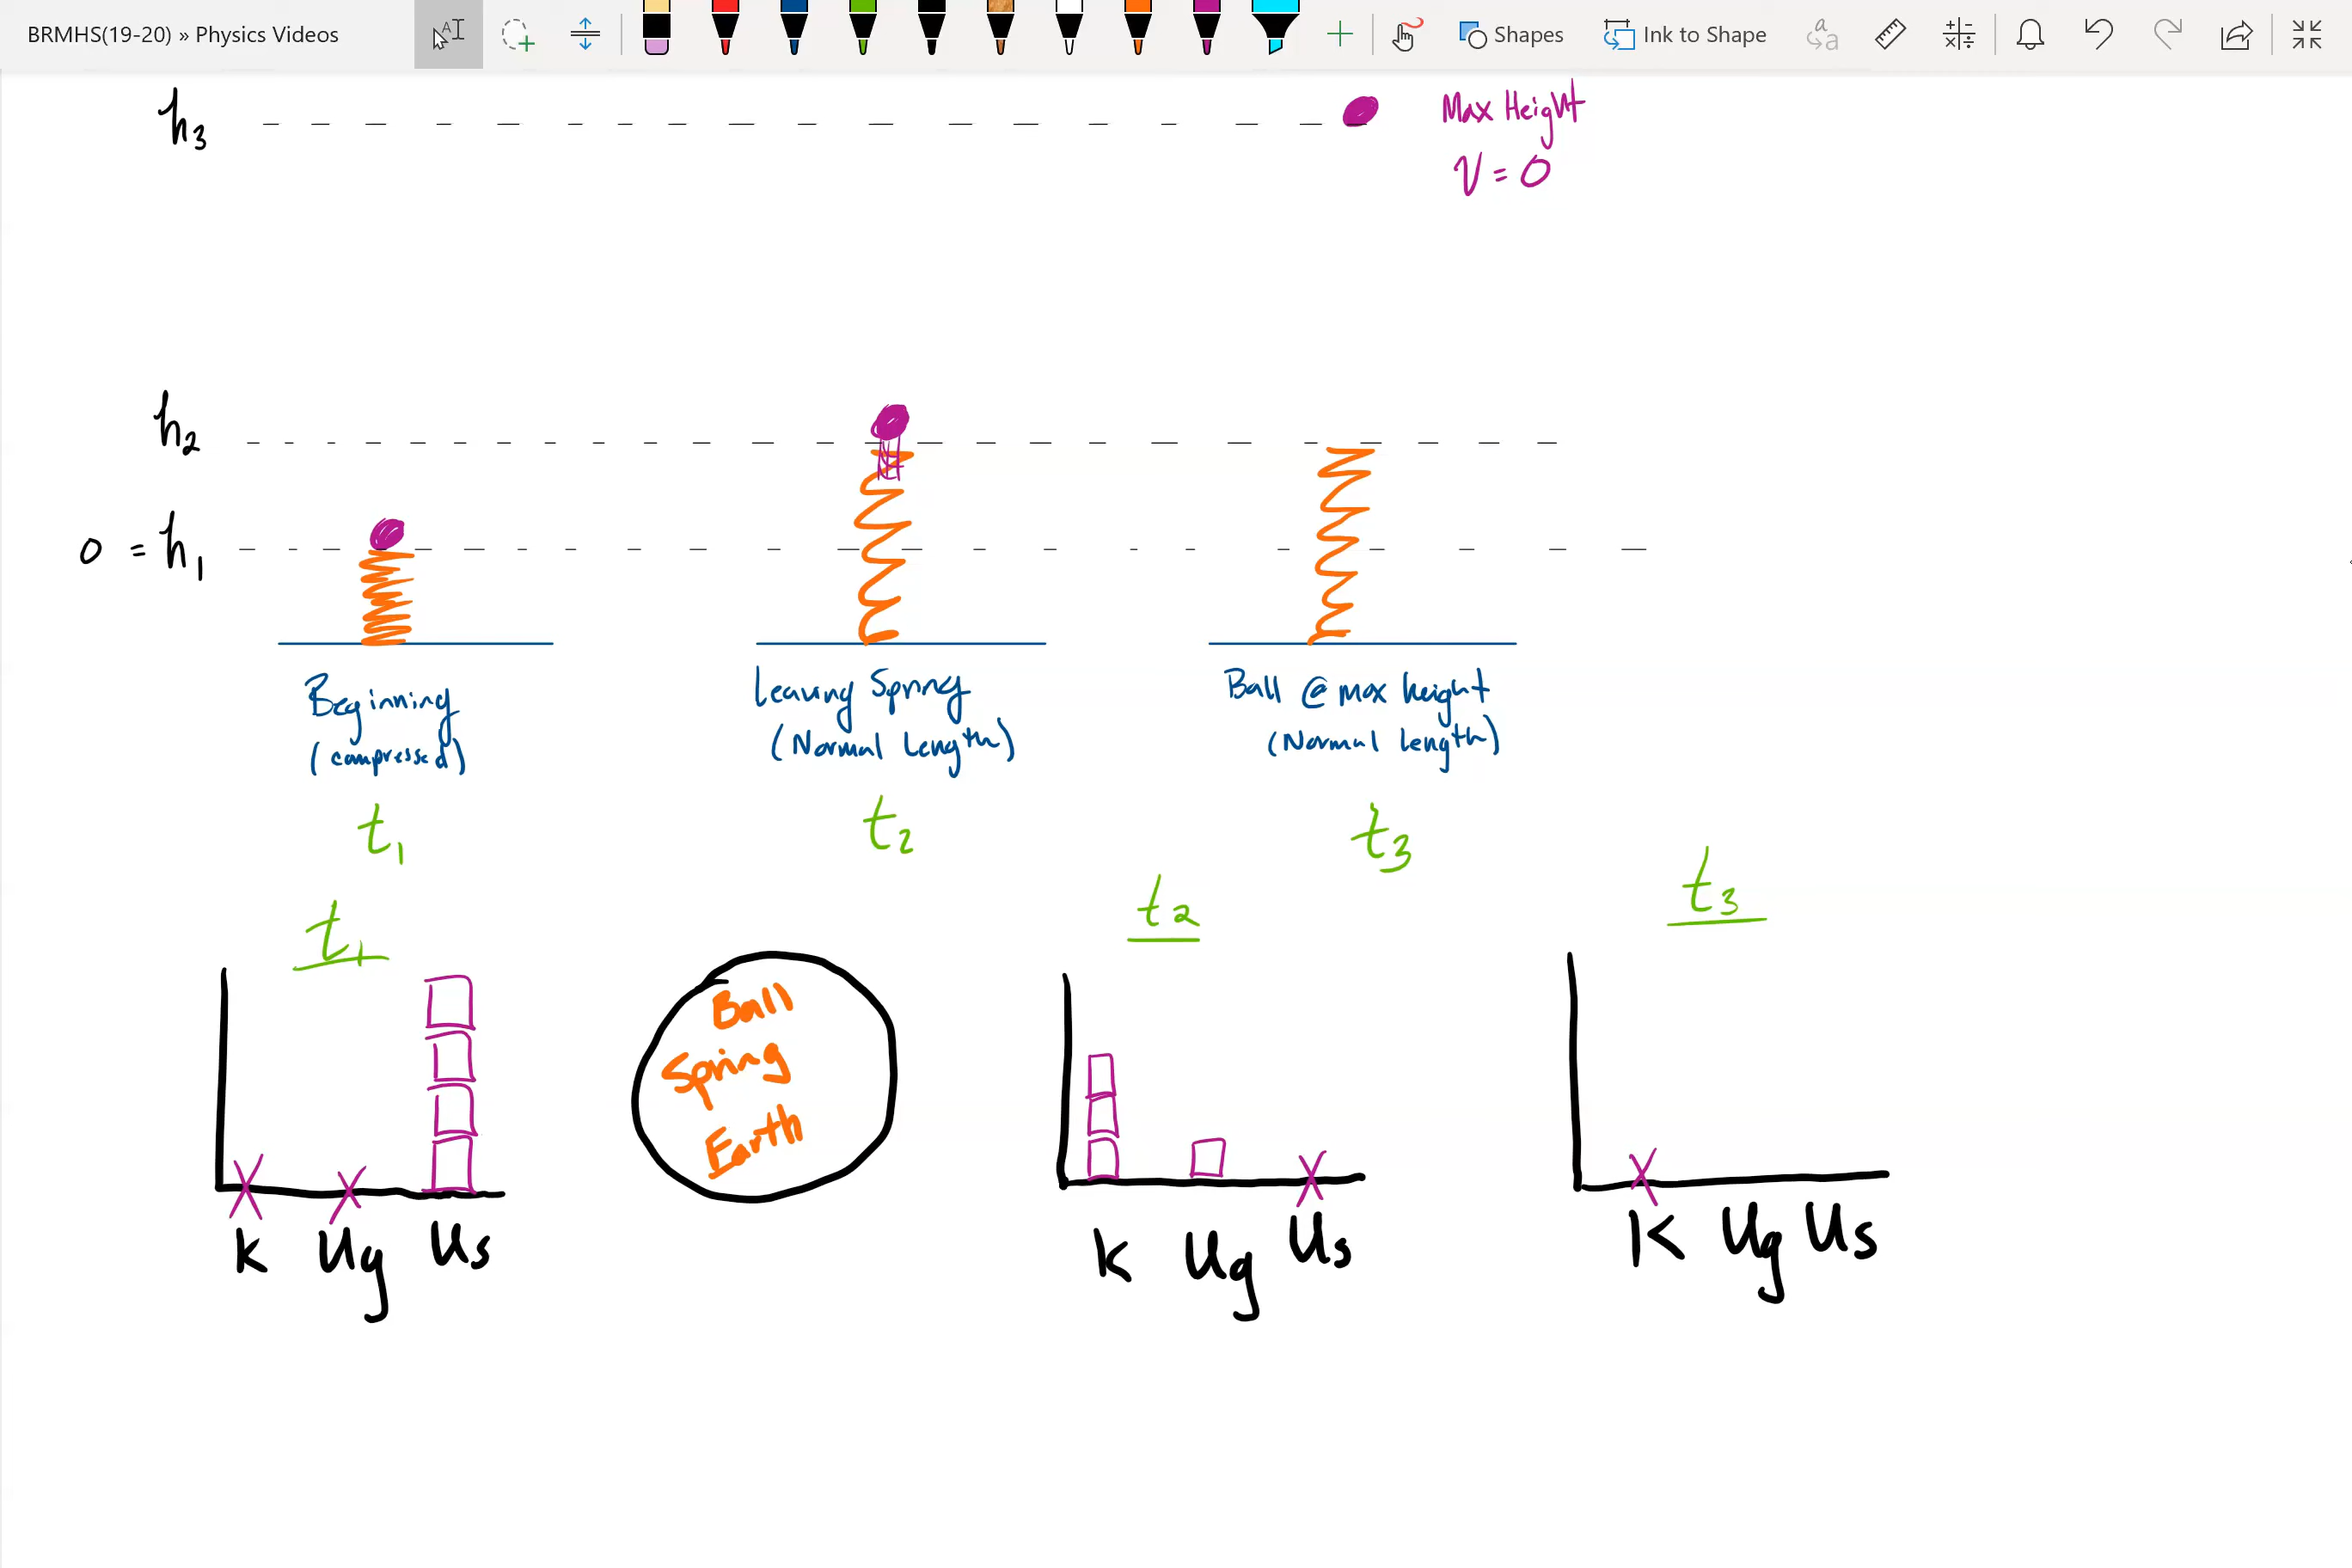 BRMHS(19-20) » Physics Videos
Shapes
Ink to Shape
h3
Max Height
V = 0
h2
0 = h1
Beginning
(compressed)
Leaving Spring
(Normal Length)
Ball @ max height
(Normal length)
t1
t2
t3
t1
t2
t3
Ball
Spring
Earth
K Ug Us
K Ug Us
K Ug Us